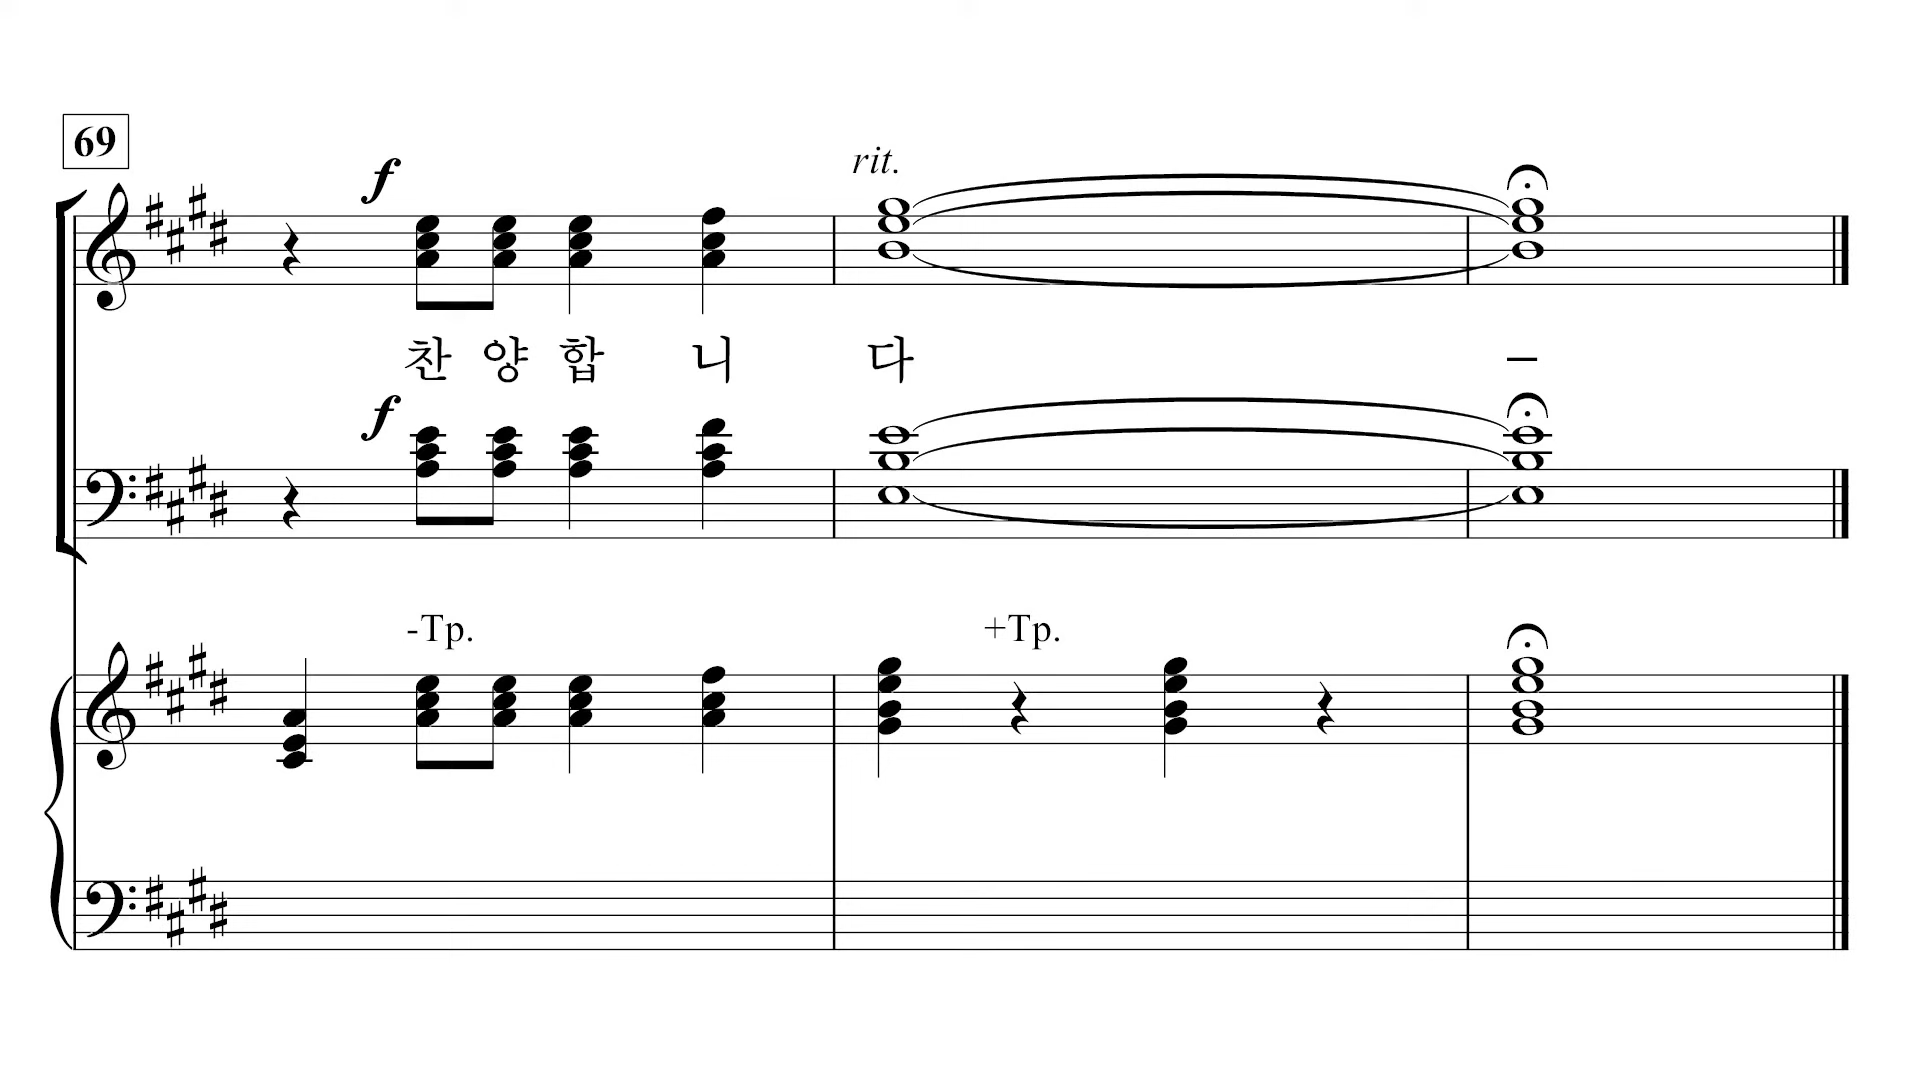 69
f
rit.
찬 양 합 니 다 –
f
-Tp. +Tp.